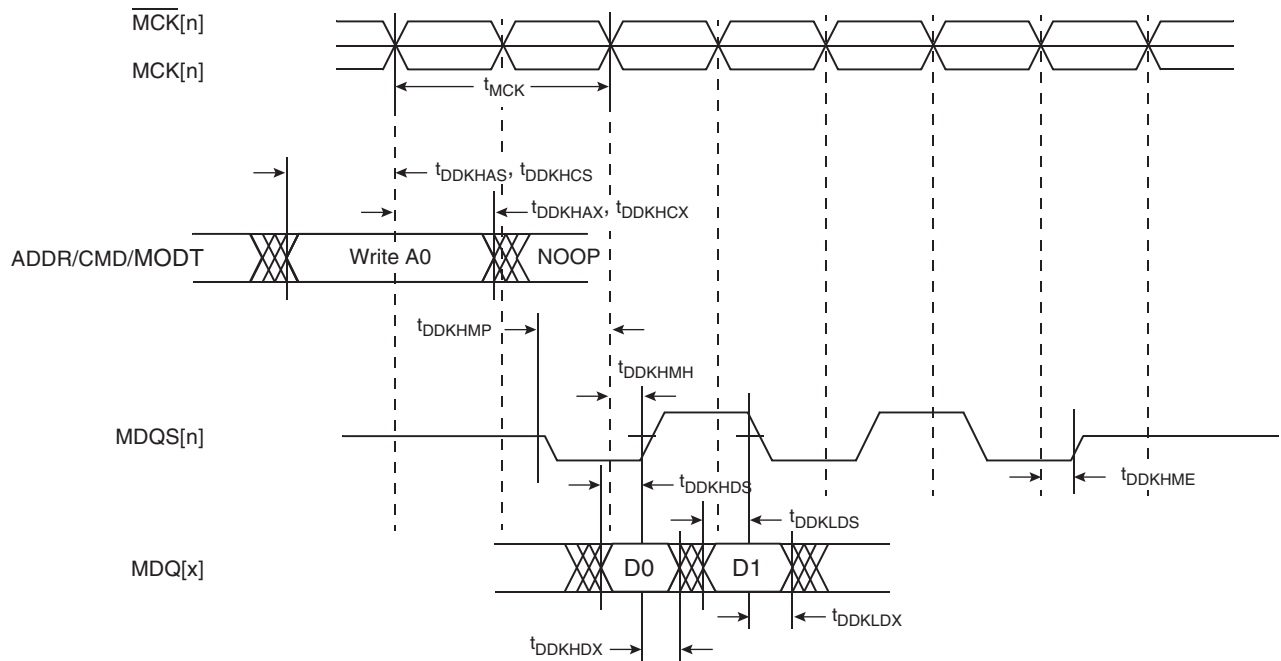 MCK[n]
MCK[n]
tMCK
tDDKHAS, tDDKHCS
tDDKHAX, tDDKHCX
ADDR/CMD/MODT
Write A0
NOOP
tDDKHMP
tDDKHMH
MDQS[n]
tDDKHME
tDDKHDS
tDDKLDS
MDQ[x]
D0
D1
tDDKLDX
tDDKHDX